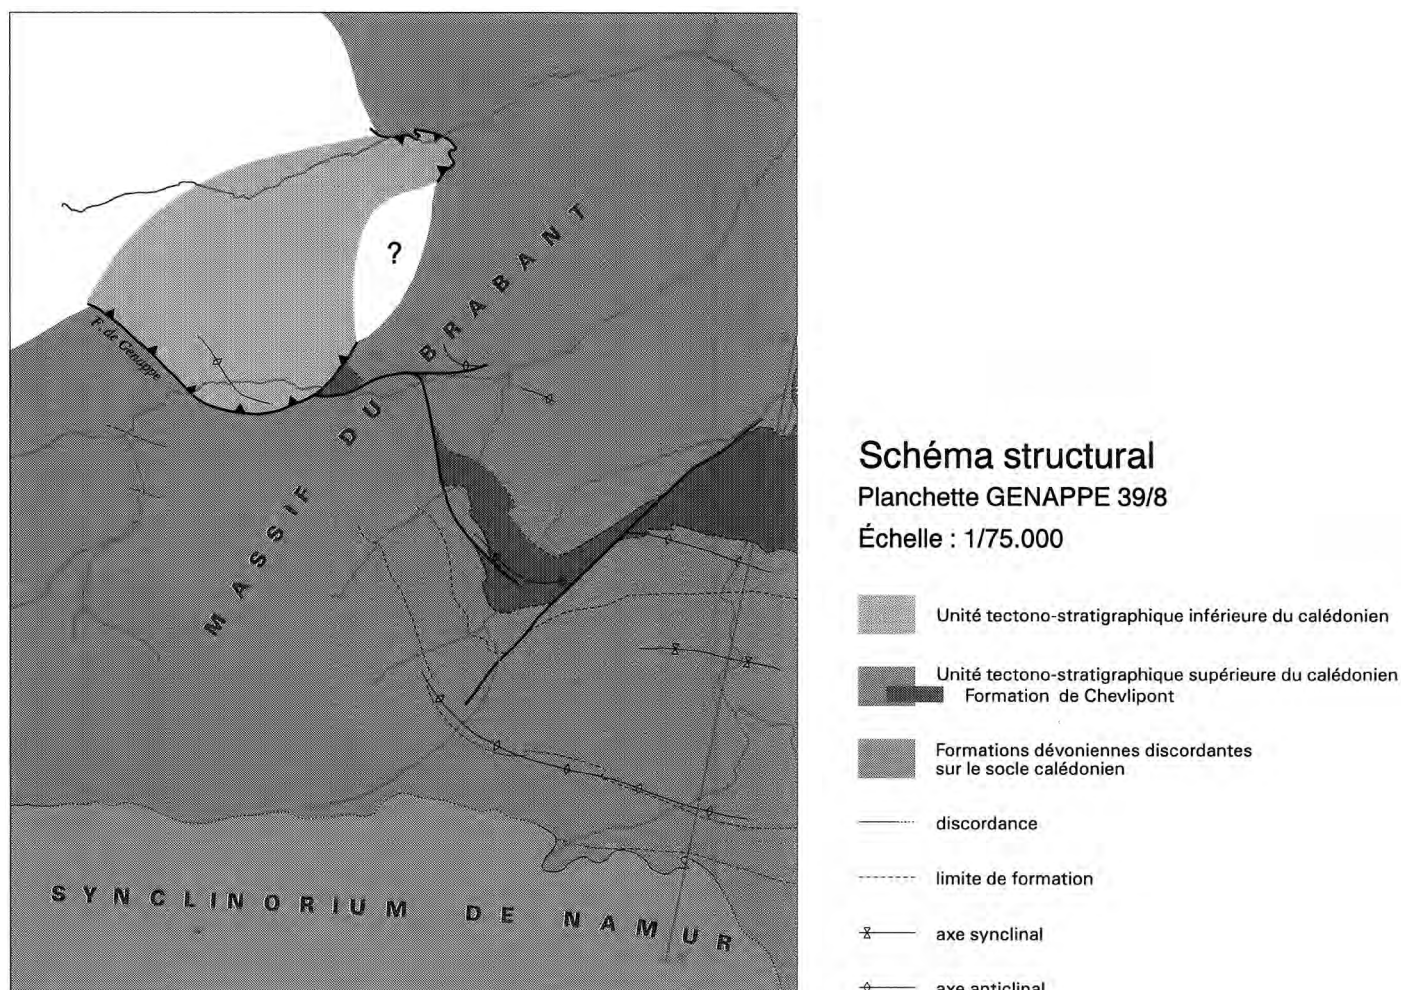 ?
F. de Genappe
MASSIF DU BRABANT
SYNCLINORIUM DE NAMUR
Schéma structural
Planchette GENAPPE 39/8
Échelle : 1/75.000
Unité tectono-stratigraphique inférieure du calédonien
Unité tectono-stratigraphique supérieure du calédonien
Formation de Chevlipont
Formations dévoniennes discordantes
sur le socle calédonien
discordance
limite de formation
axe synclinal
axe anticlinal